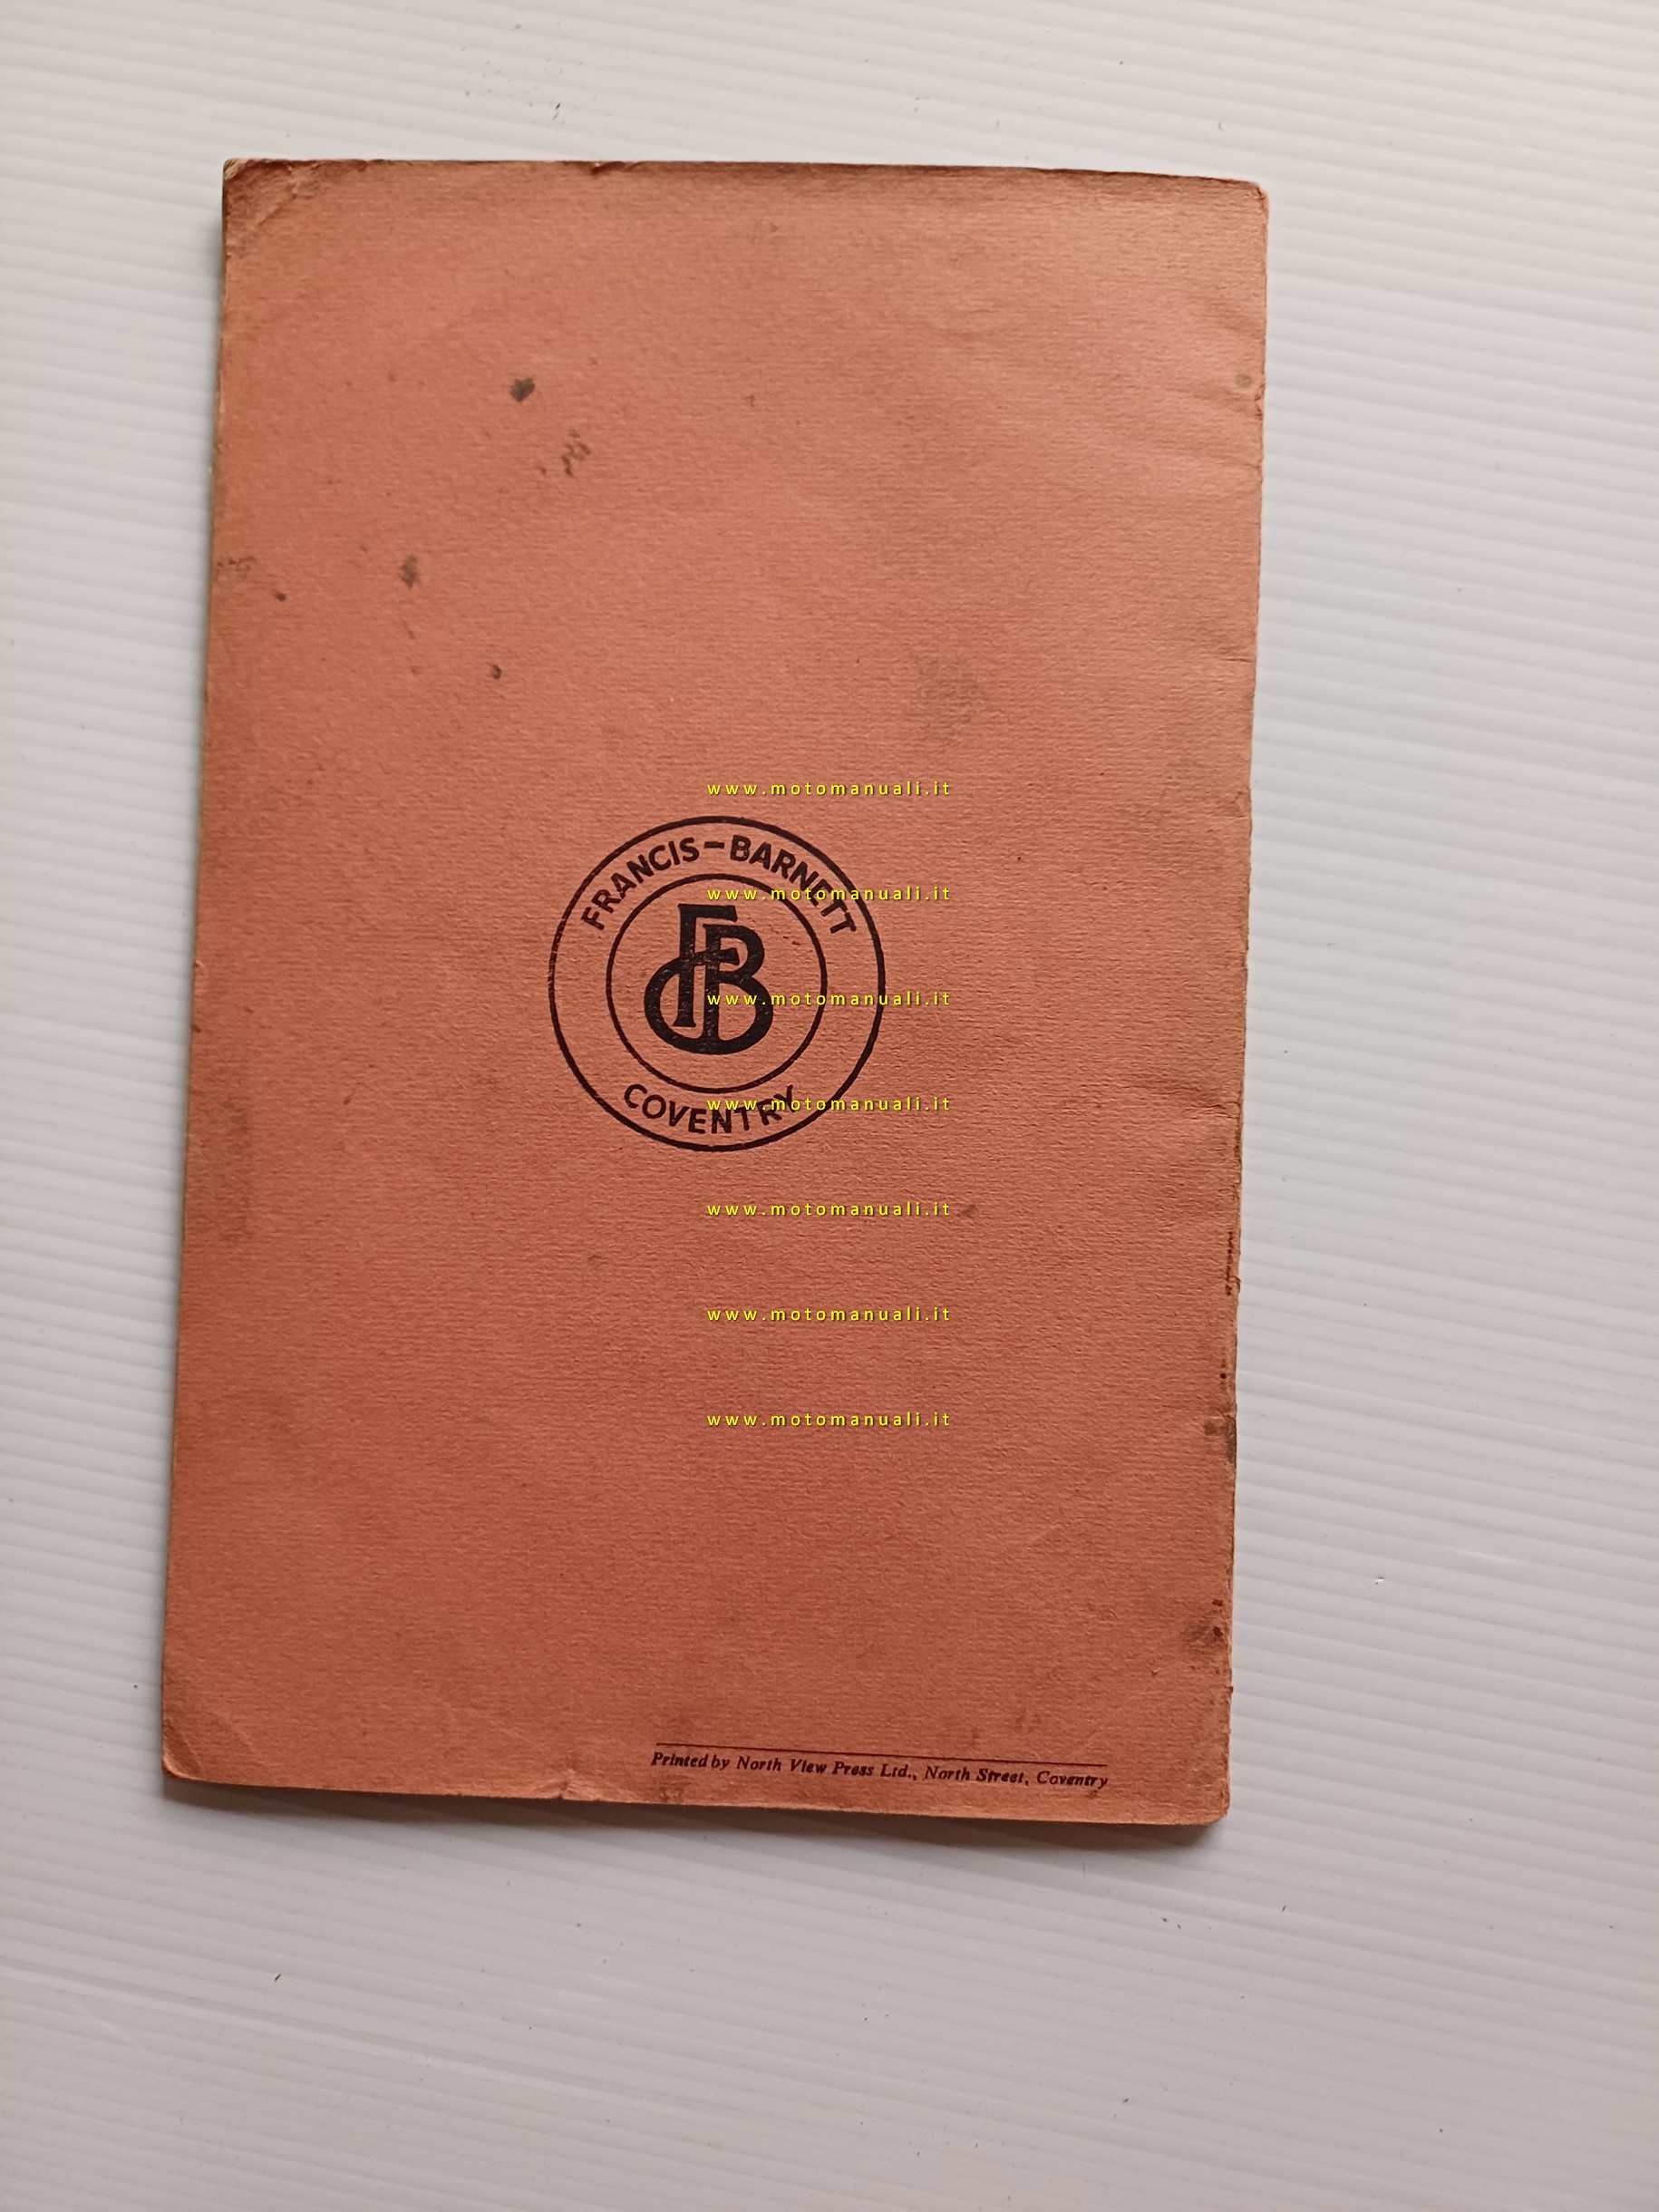 www.motomanuali.it
FRANCIS-BARNETT
www.motomanuali.it
FB
www.motomanuali.it
COVENTRY
www.motomanuali.it
www.motomanuali.it
www.motomanuali.it
www.motomanuali.it
Printed by North View Press Ltd., North Street, Coventry